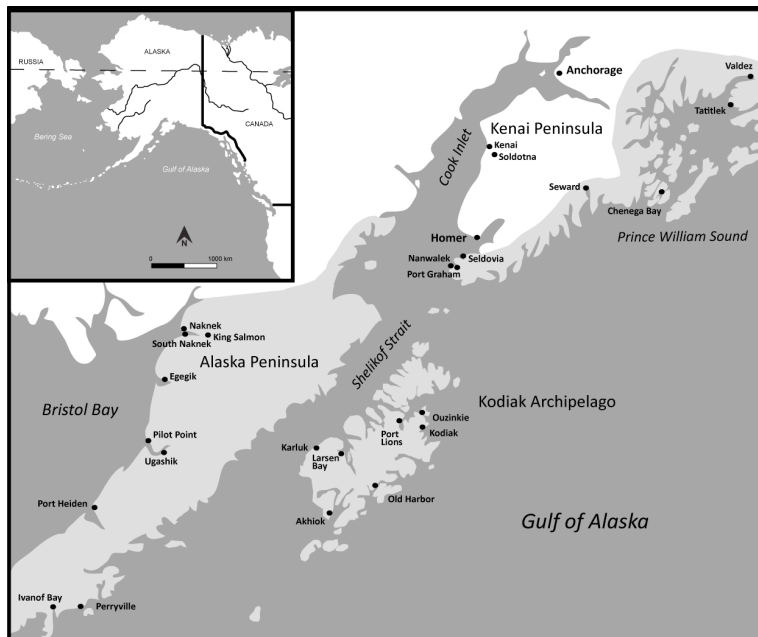 RUSSIA
ALASKA
CANADA
Bering Sea
Gulf of Alaska
N
0
1000 km
Anchorage
Valdez
Tatitlek
Kenai Peninsula
Kenai
Soldotna
Cook Inlet
Seward
Chenega Bay
Prince William Sound
Homer
Nanwalek
Seldovia
Port Graham
Naknek
South Naknek
King Salmon
Alaska Peninsula
Shelikof Strait
Egegik
Bristol Bay
Kodiak Archipelago
Ouzinkie
Port
Lions
Kodiak
Pilot Point
Ugashik
Karluk
Larsen
Bay
Old Harbor
Akhiok
Port Heiden
Gulf of Alaska
Ivanof Bay
Perryville